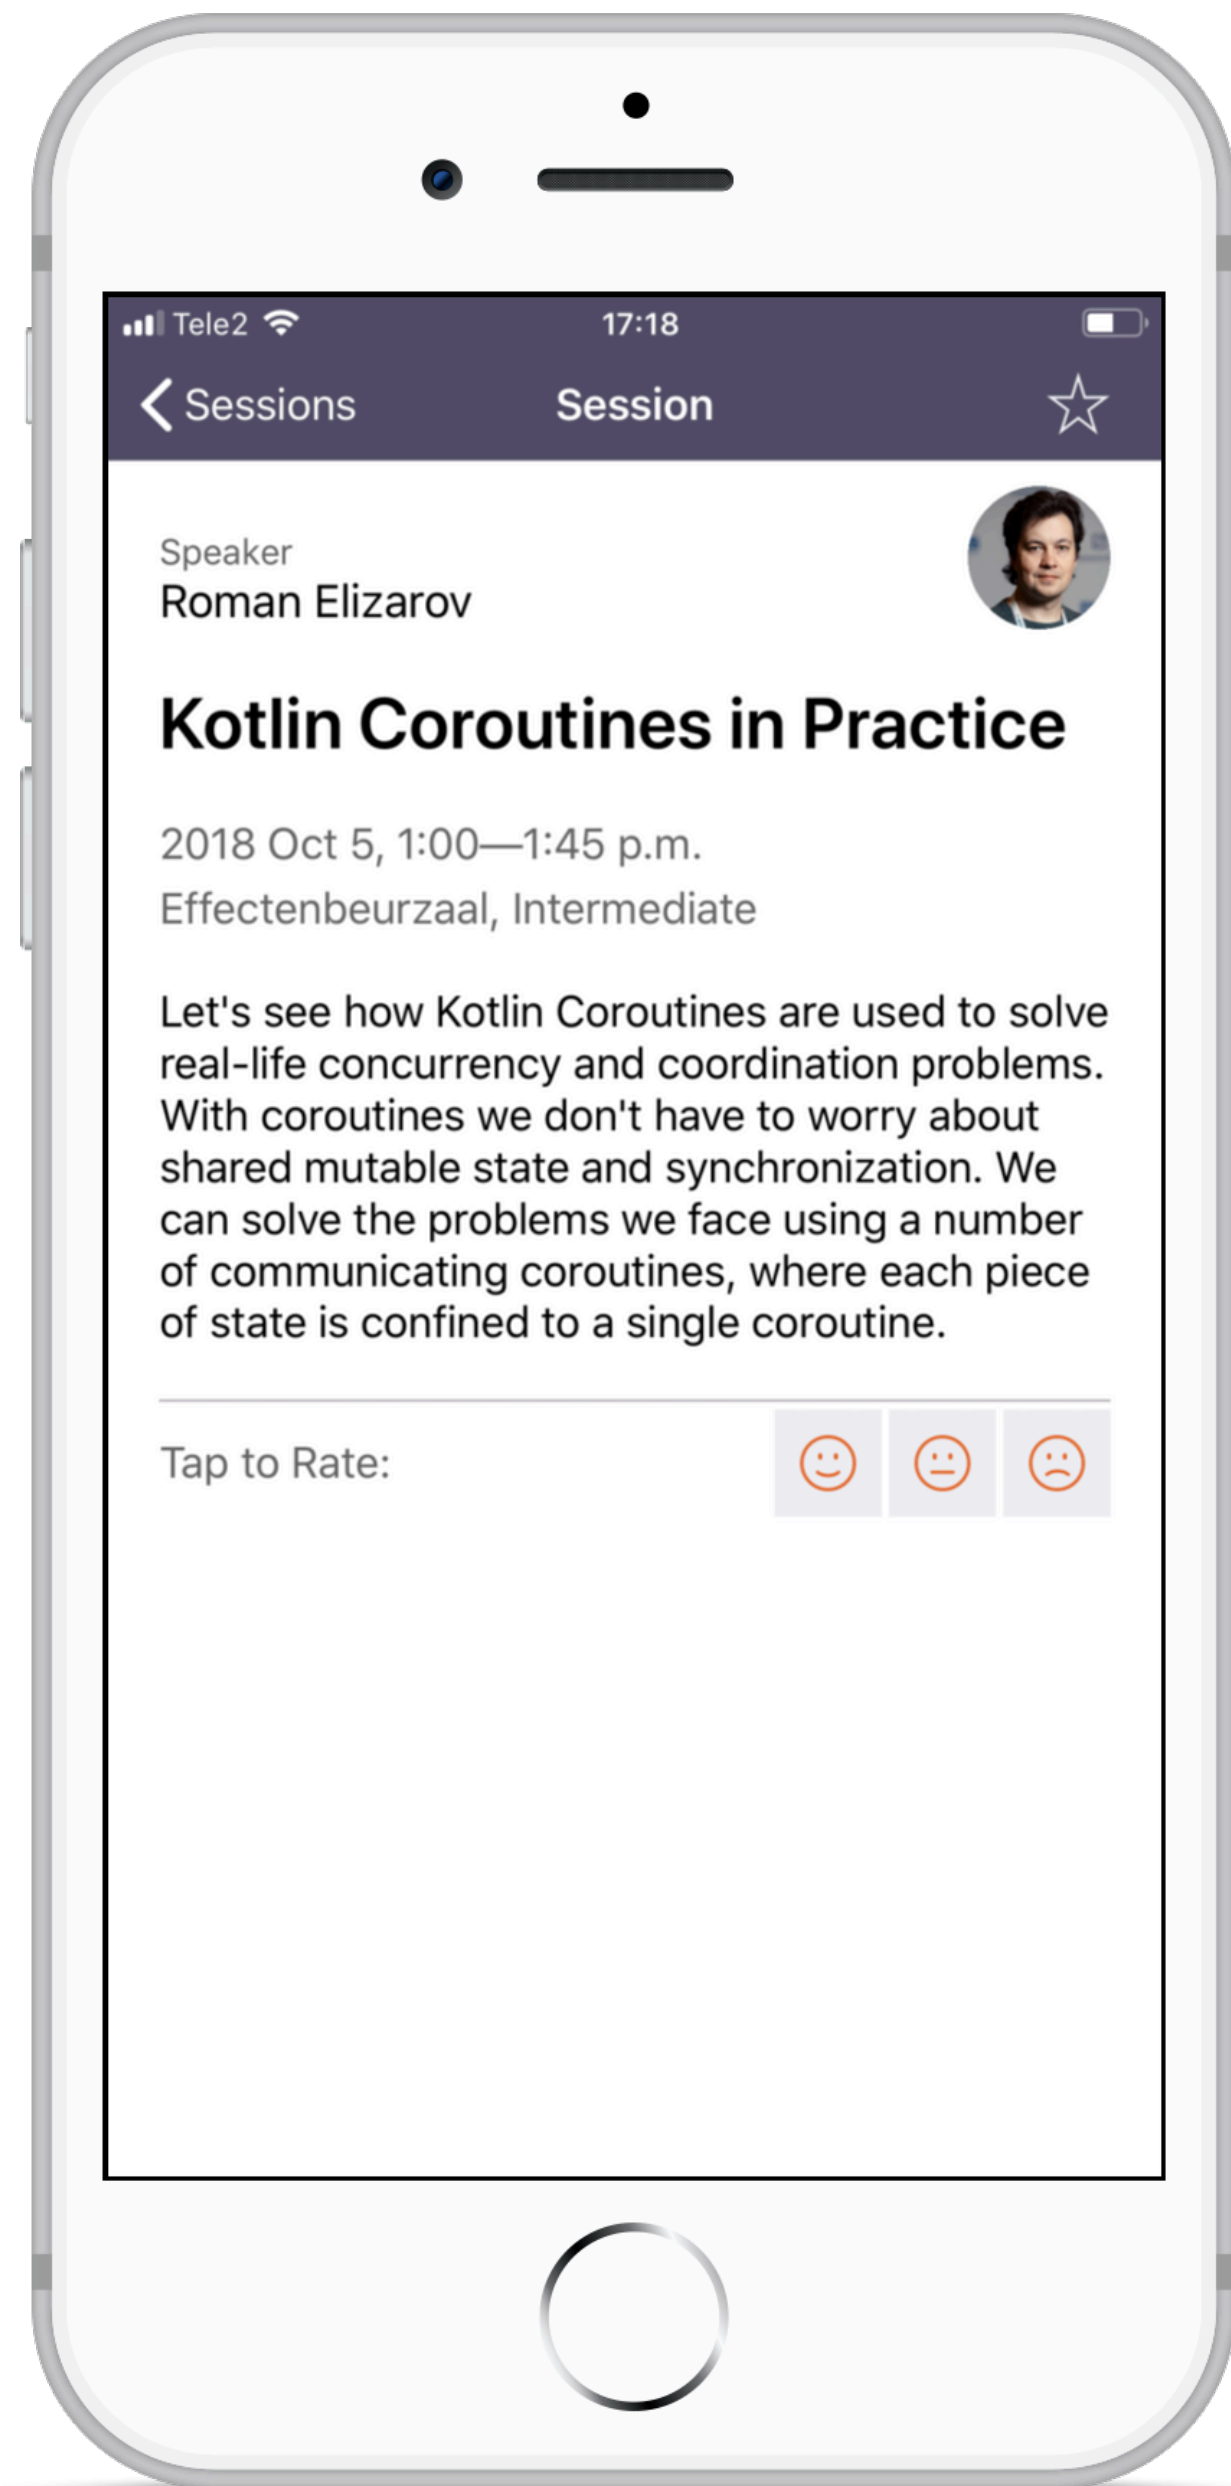 Tele2
17:18
Sessions
Session
Speaker
Roman Elizarov
Kotlin Coroutines in Practice
2018 Oct 5, 1:00—1:45 p.m.
Effectenbeurzaal, Intermediate
Let's see how Kotlin Coroutines are used to solve
real-life concurrency and coordination problems.
With coroutines we don't have to worry about
shared mutable state and synchronization. We
can solve the problems we face using a number
of communicating coroutines, where each piece
of state is confined to a single coroutine.
Tap to Rate: